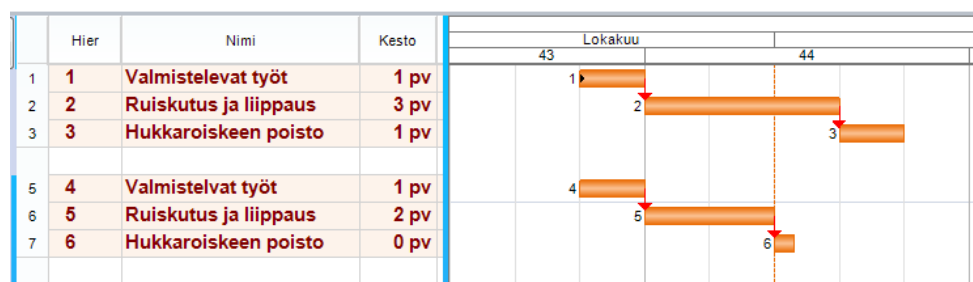 Hier Nimi Kesto Lokakuu
43 44
1 1 Valmistelevat työt 1 pv 1
2 2 Ruiskutus ja liippaus 3 pv 2
3 3 Hukkaroiskeen poisto 1 pv 3
5 4 Valmistelvat työt 1 pv 4
6 5 Ruiskutus ja liippaus 2 pv 5
7 6 Hukkaroiskeen poisto 0 pv 6